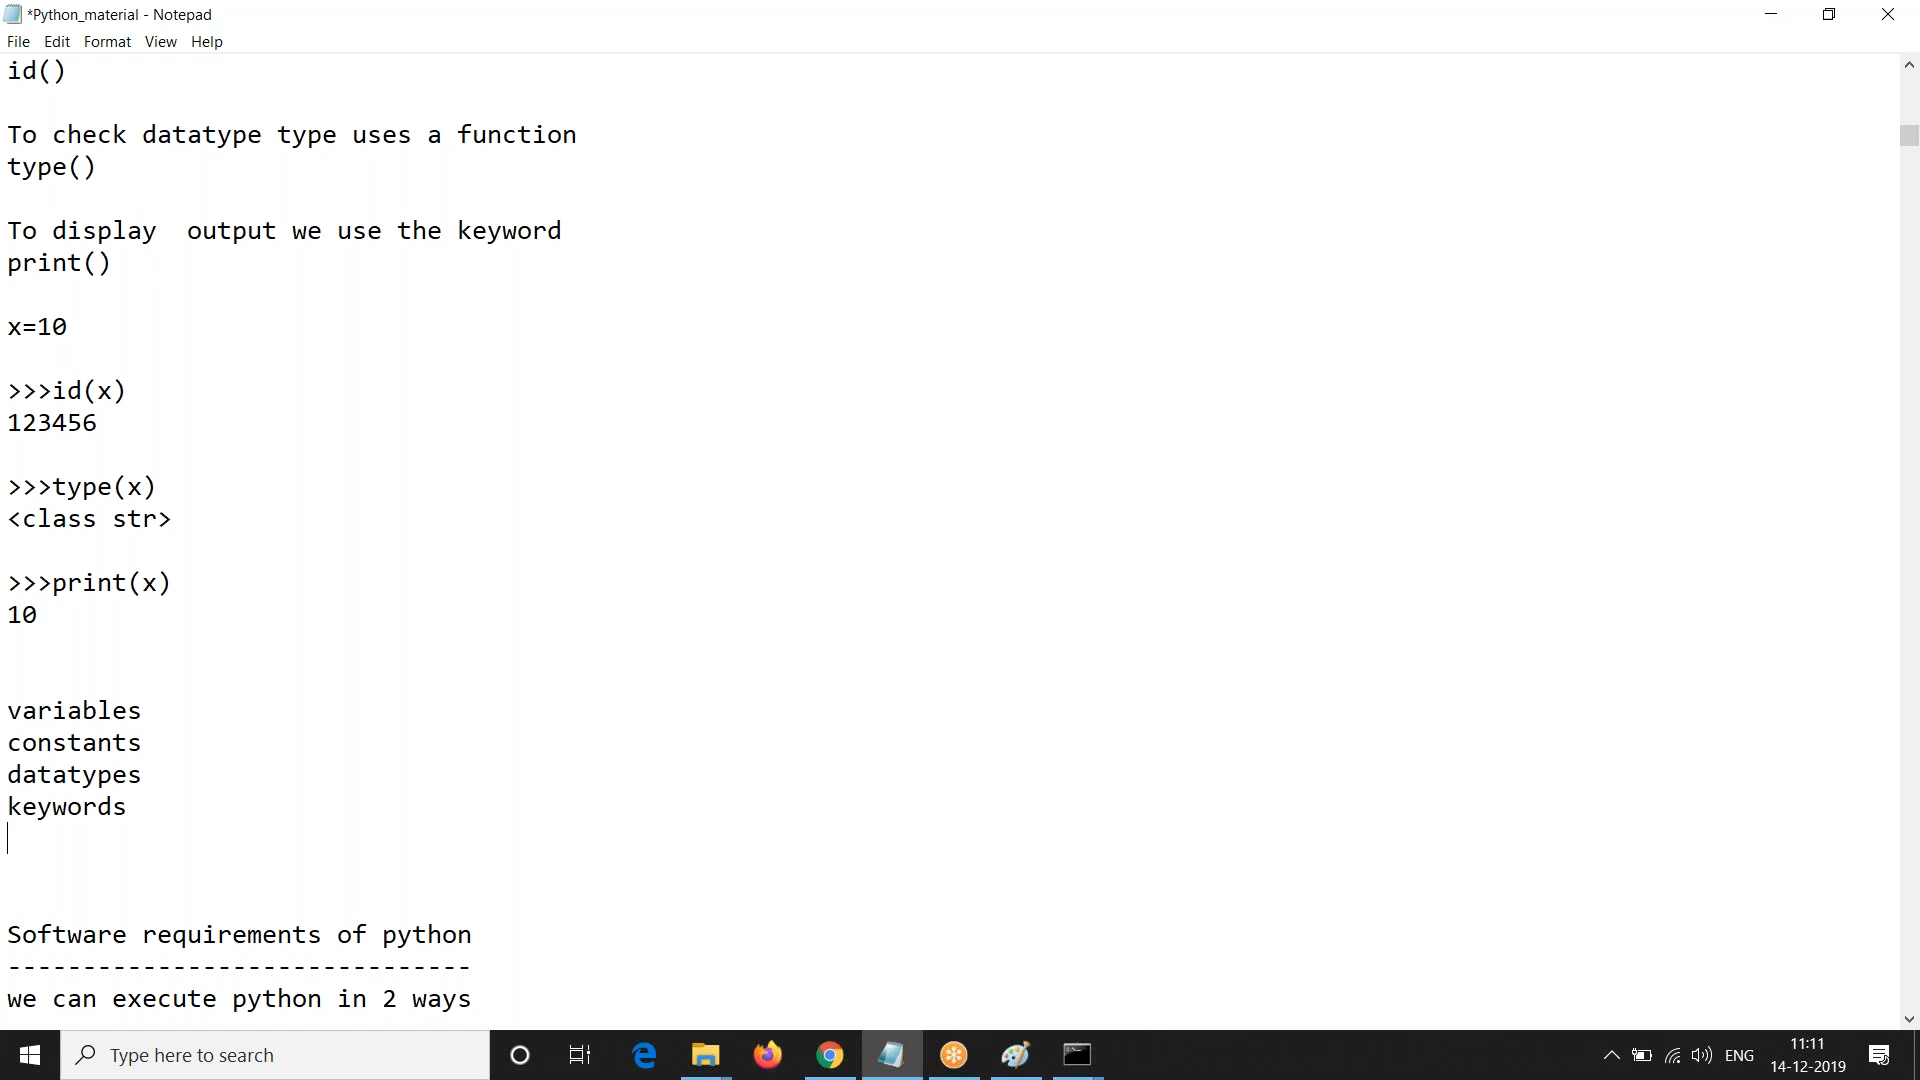 *Python_material - Notepad
File Edit Format View Help
id()
To check datatype type uses a function
type()
To display  output we use the keyword
print()
x=10
>>>id(x)
123456
>>>type(x)
<class str>
>>>print(x)
10
variables
constants
datatypes
keywords
Software requirements of python
-------------------------------
we can execute python in 2 ways
Type here to search
ENG
11:11
14-12-2019